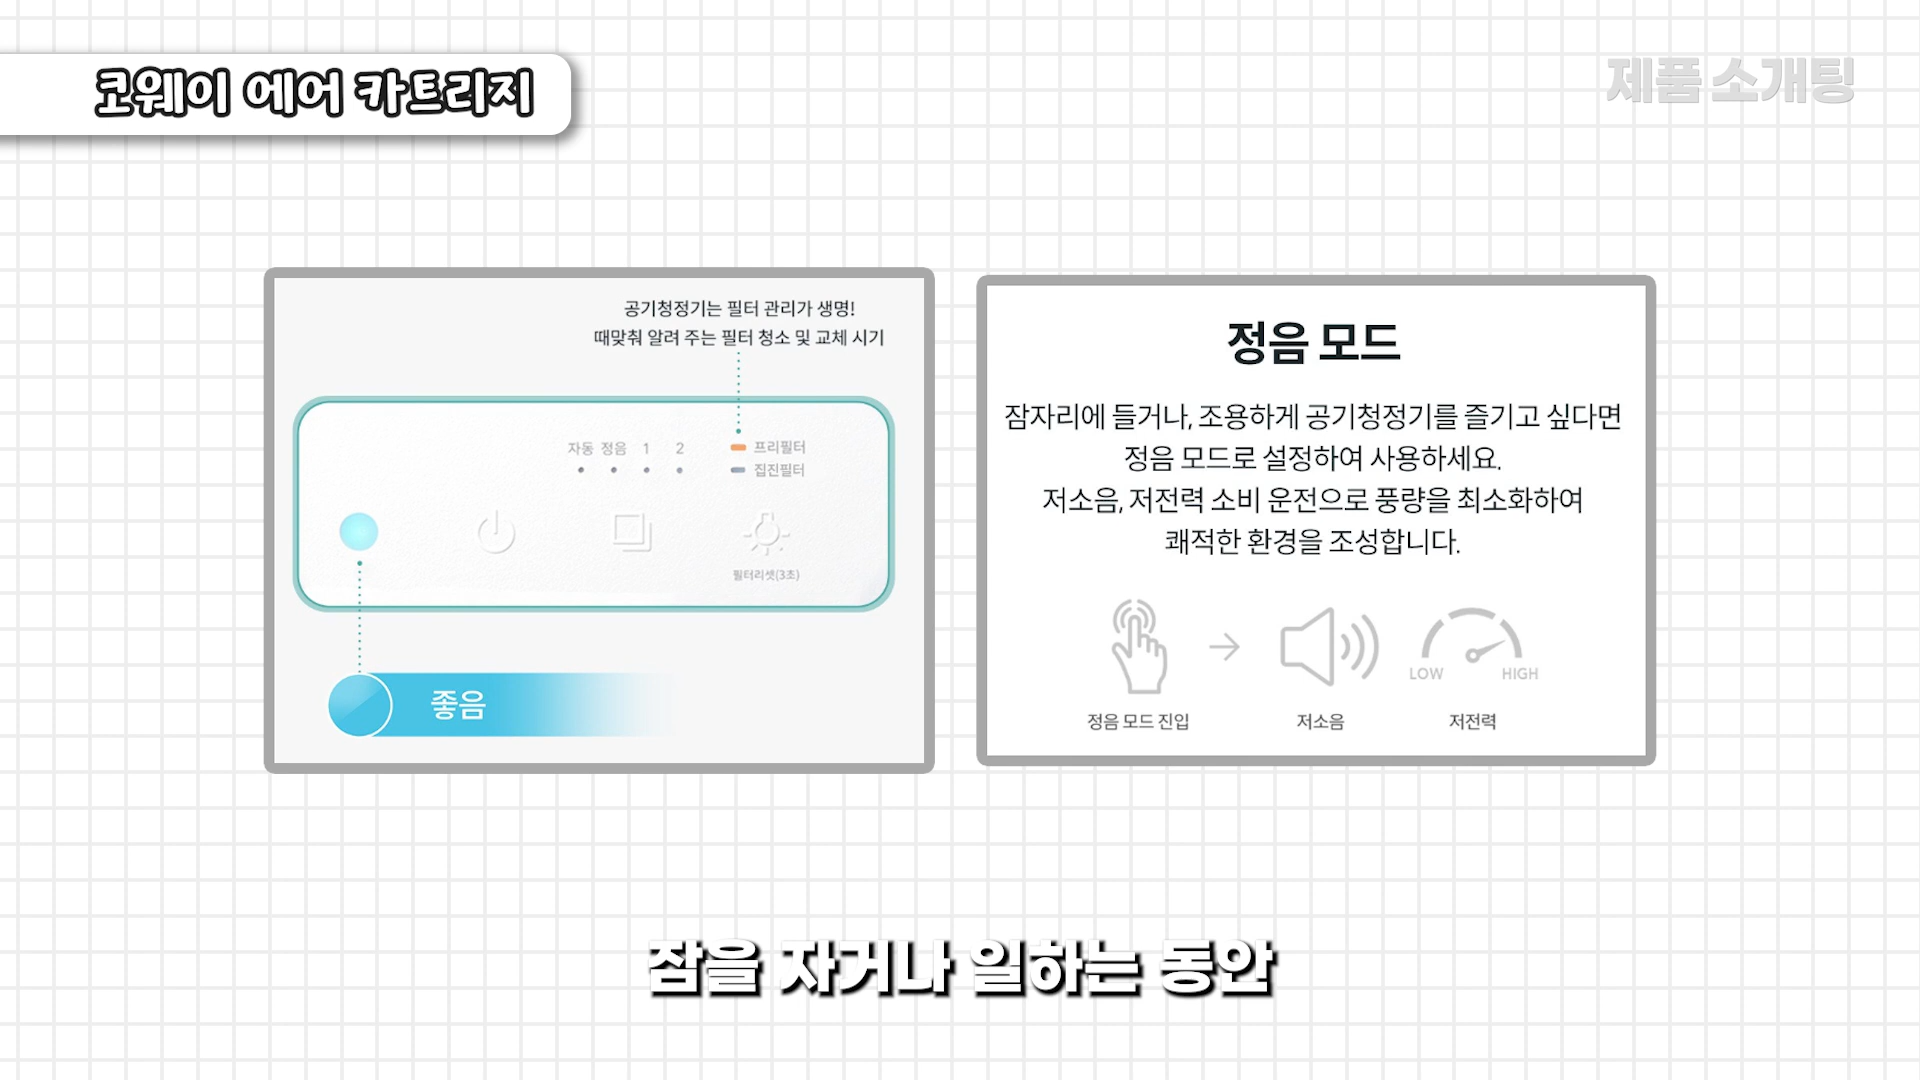 코웨이 에어 카트리지
제품 소개팅
공기청정기는 필터 관리가 생명!
때맞춰 알려 주는 필터 청소 및 교체 시기
자동 정음 1 2
프리필터
집진필터
필터리셋(3초)
좋음
정음 모드
잠자리에 들거나, 조용하게 공기청정기를 즐기고 싶다면
정음 모드로 설정하여 사용하세요.
저소음, 저전력 소비 운전으로 풍량을 최소화하여
쾌적한 환경을 조성합니다.
LOW HIGH
정음 모드 진입 저소음 저전력
잠을 자거나 일하는 동안